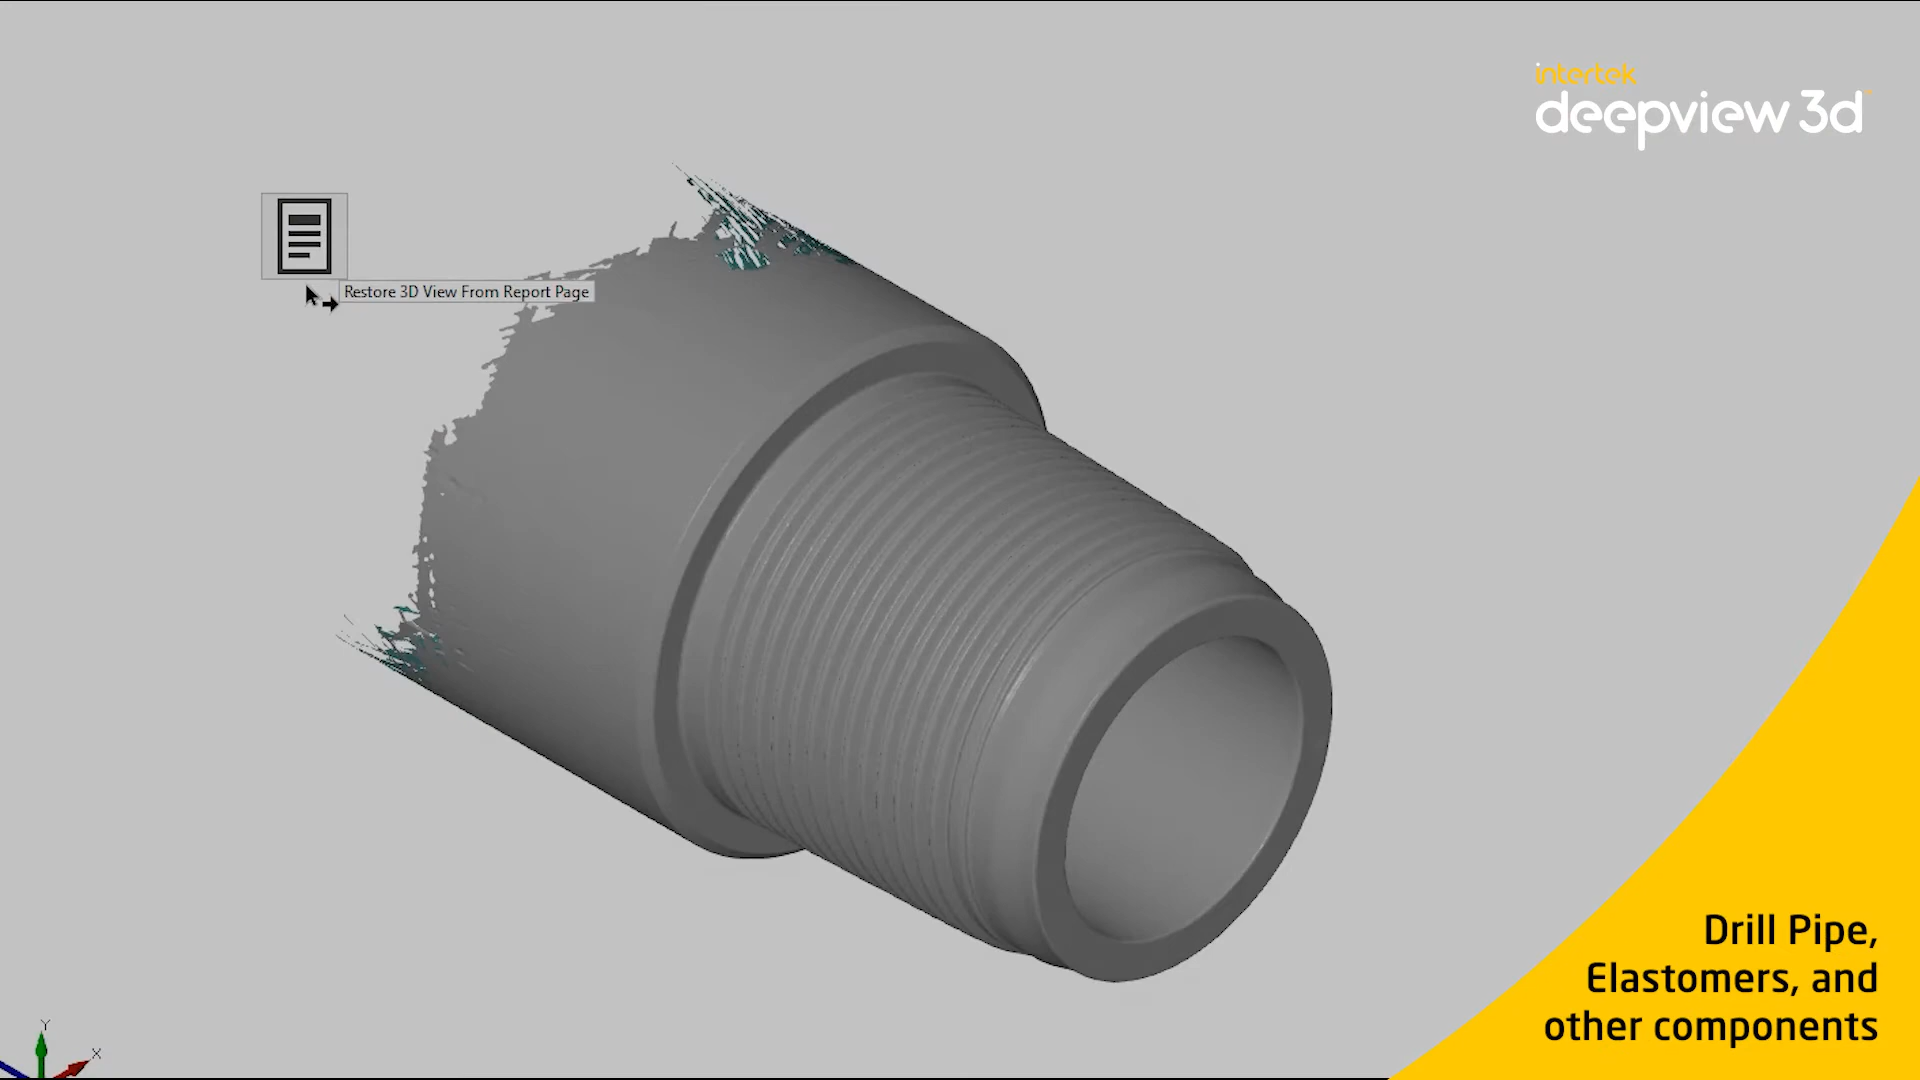 intertek
deepview 3d
Restore 3D View From Report Page
Drill Pipe,
Elastomers, and
other components
Y
X